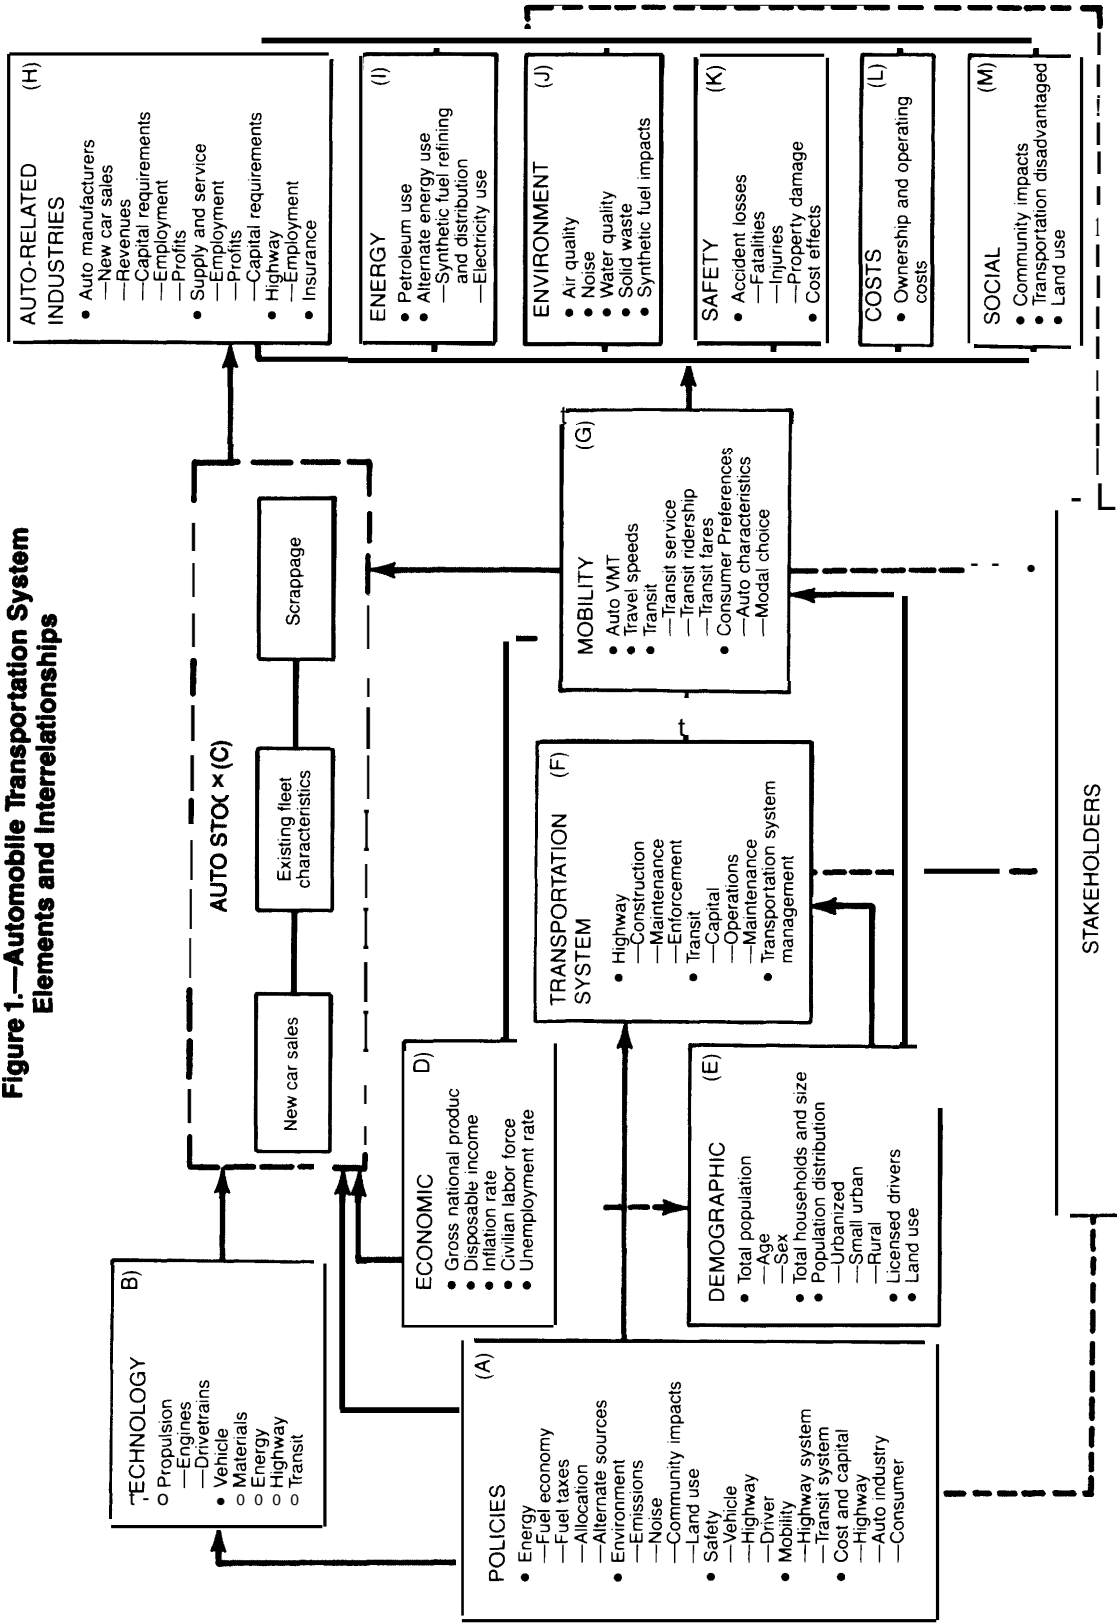 Figure 1.—Automobile Transportation System
Elements and Interrelationships
TECHNOLOGY B)
o Propulsion
—Engines
—Drivetrains
• Vehicle
o Materials
o Energy
o Highway
o Transit
POLICIES (A)
• Energy
—Fuel economy
—Fuel taxes
—Allocation
—Alternate sources
• Environment
—Emissions
—Noise
—Community impacts
—Land use
• Safety
—Vehicle
—Highway
—Driver
• Mobility
—Highway system
—Transit system
• Cost and capital
—Highway
—Auto industry
—Consumer
AUTO STO( × (C)
New car sales
Existing fleet
characteristics
Scrappage
ECONOMIC D)
• Gross national produc
• Disposable income
• Inflation rate
• Civilian labor force
• Unemployment rate
DEMOGRAPHIC (E)
• Total population
—Age
—Sex
• Total households and size
• Population distribution
—Urbanized
—Small urban
—Rural
• Licensed drivers
• Land use
TRANSPORTATION (F)
SYSTEM
• Highway
—Construction
—Maintenance
—Enforcement
• Transit
—Capital
—Operations
—Maintenance
• Transportation system
management
t
MOBILITY (G)
• Auto VMT
• Travel speeds
• Transit
—Transit service
—Transit ridership
—Transit fares
• Consumer Preferences
—Auto characteristics
—Modal choice
AUTO-RELATED (H)
INDUSTRIES
• Auto manufacturers
—New car sales
—Revenues
—Capital requirements
—Employment
—Profits
• Supply and service
—Employment
—Profits
—Capital requirements
• Highway
—Employment
• Insurance
ENERGY (I)
• Petroleum use
• Alternate energy use
—Synthetic fuel refining
and distribution
—Electricity use
ENVIRONMENT (J)
• Air quality
• Noise
• Water quality
• Solid waste
• Synthetic fuel impacts
SAFETY (K)
• Accident losses
—Fatalities
—Injuries
—Property damage
• Cost effects
COSTS (L)
• Ownership and operating
costs
SOCIAL (M)
• Community impacts
• Transportation disadvantaged
• Land use
STAKEHOLDERS